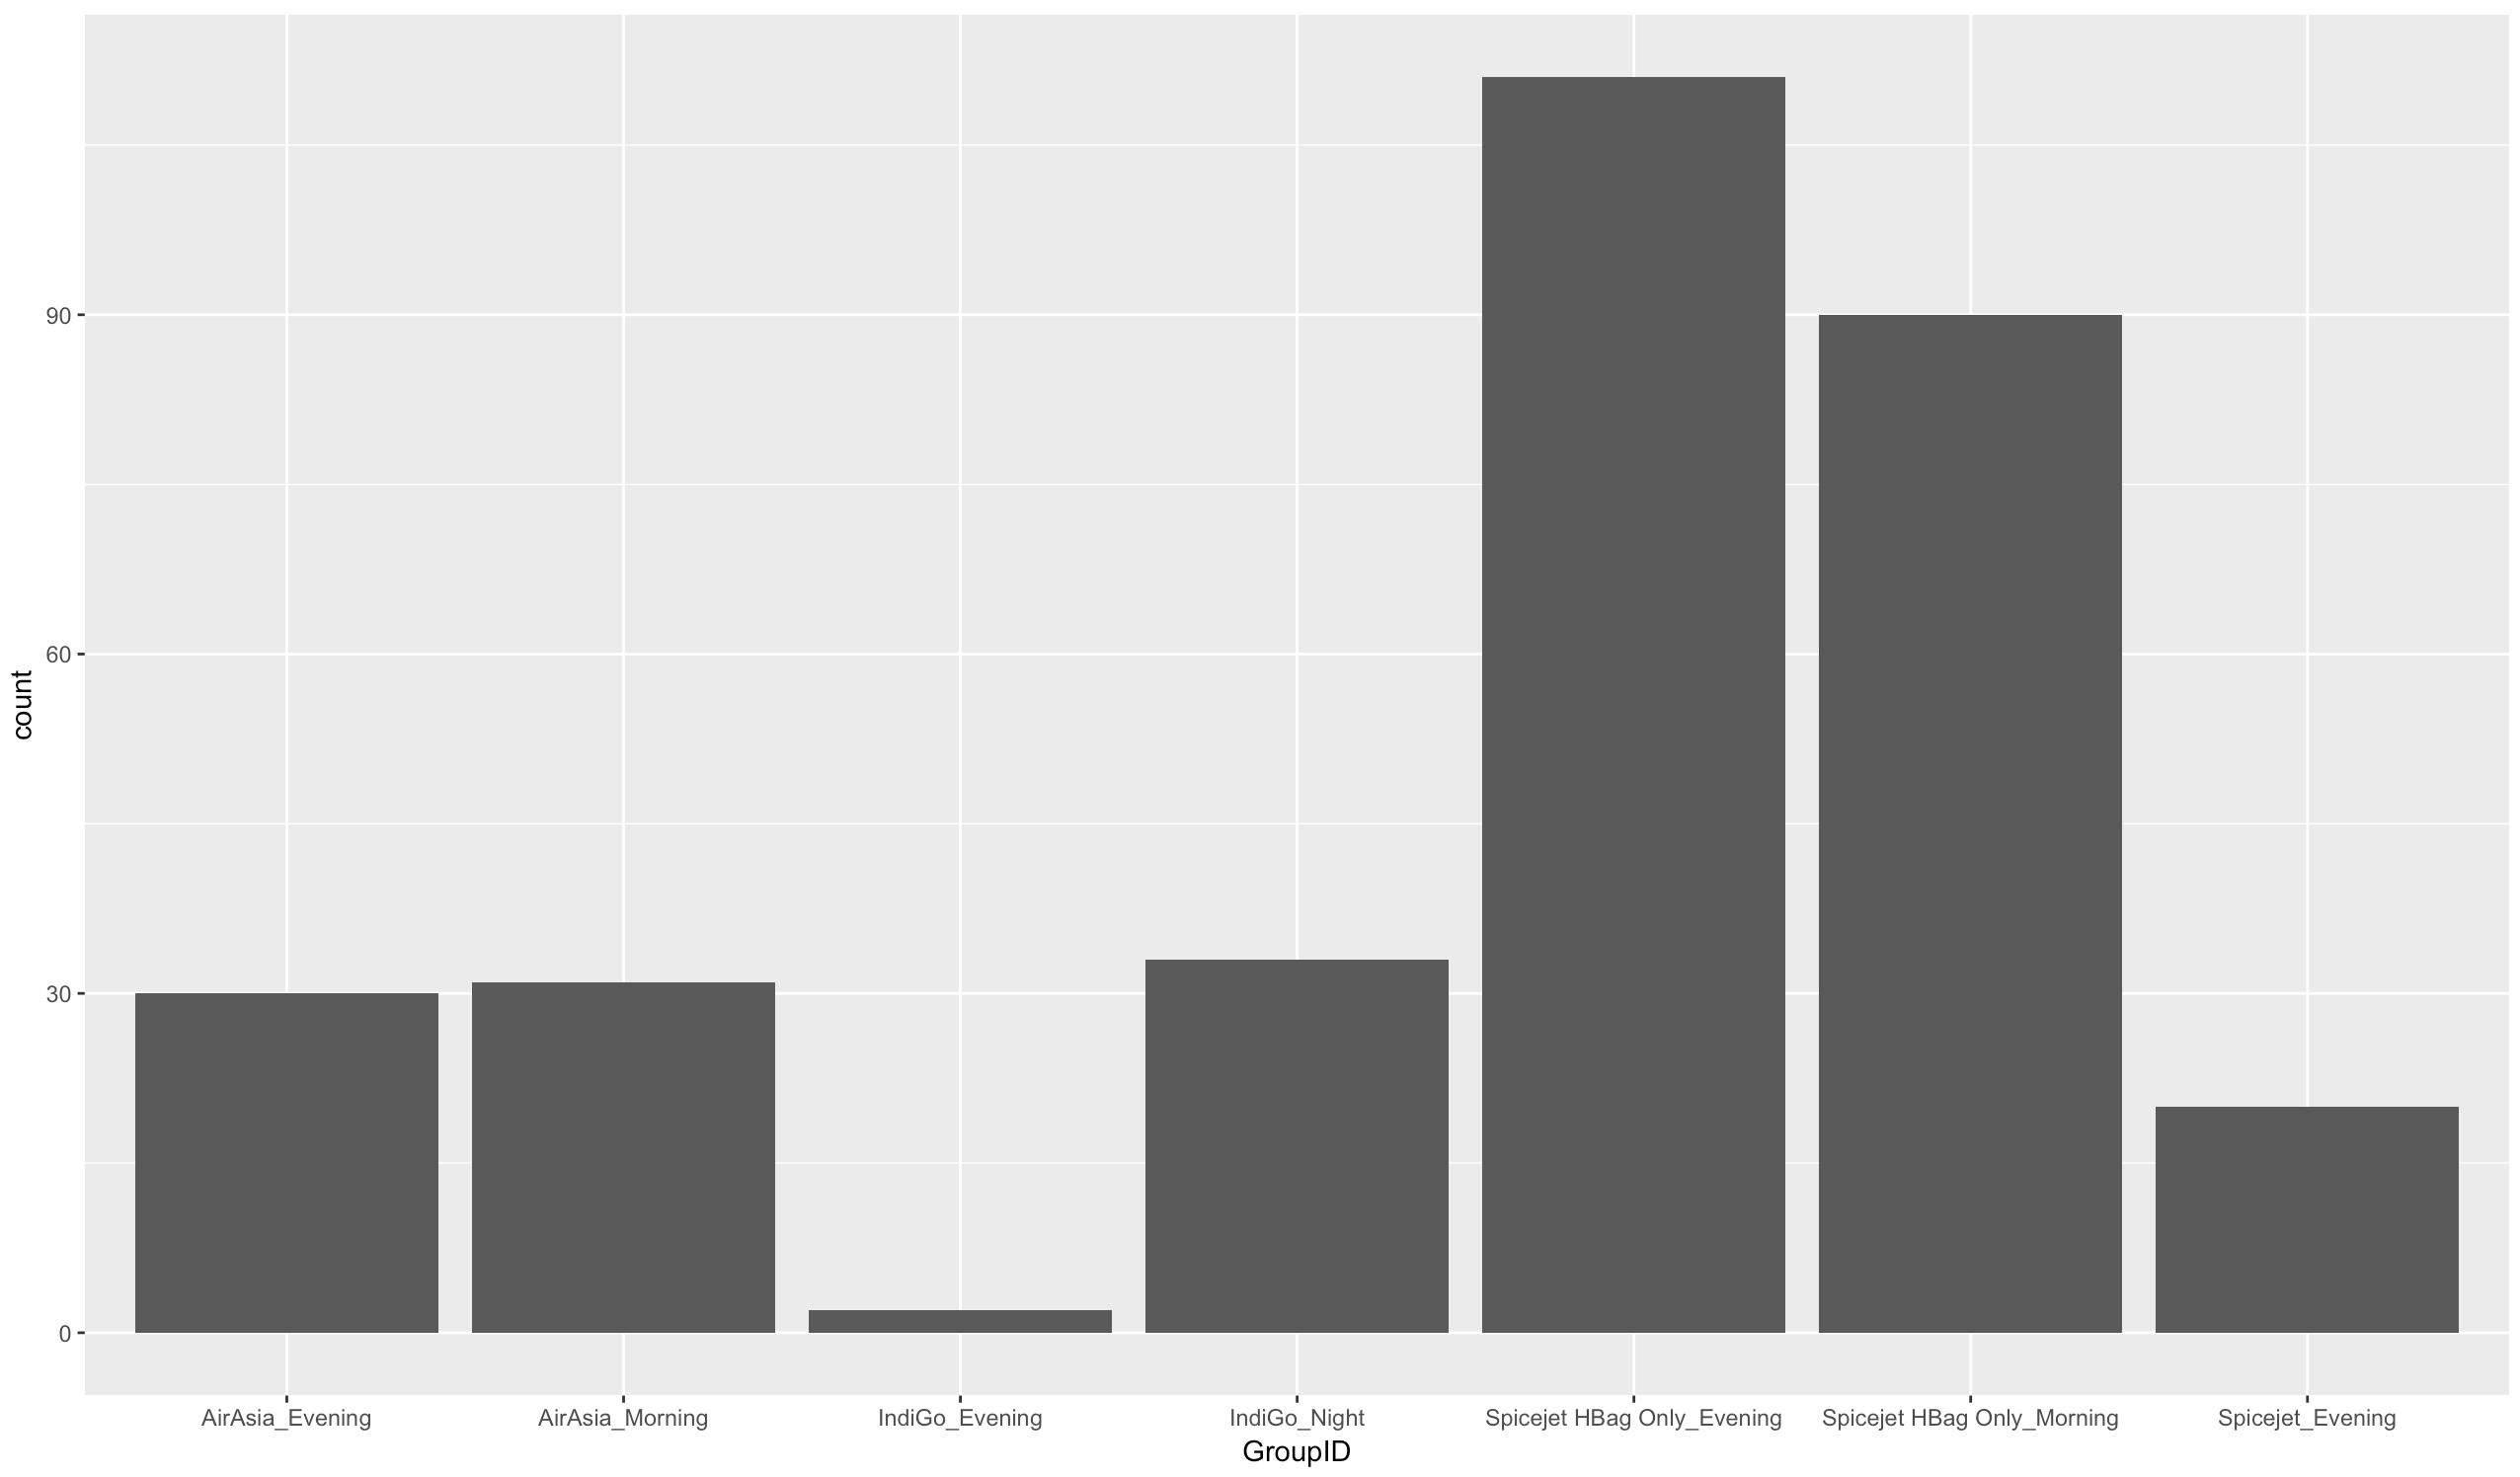 count
90
60
30
0
AirAsia_Evening
AirAsia_Morning
IndiGo_Evening
IndiGo_Night
Spicejet HBag Only_Evening
Spicejet HBag Only_Morning
Spicejet_Evening
GroupID